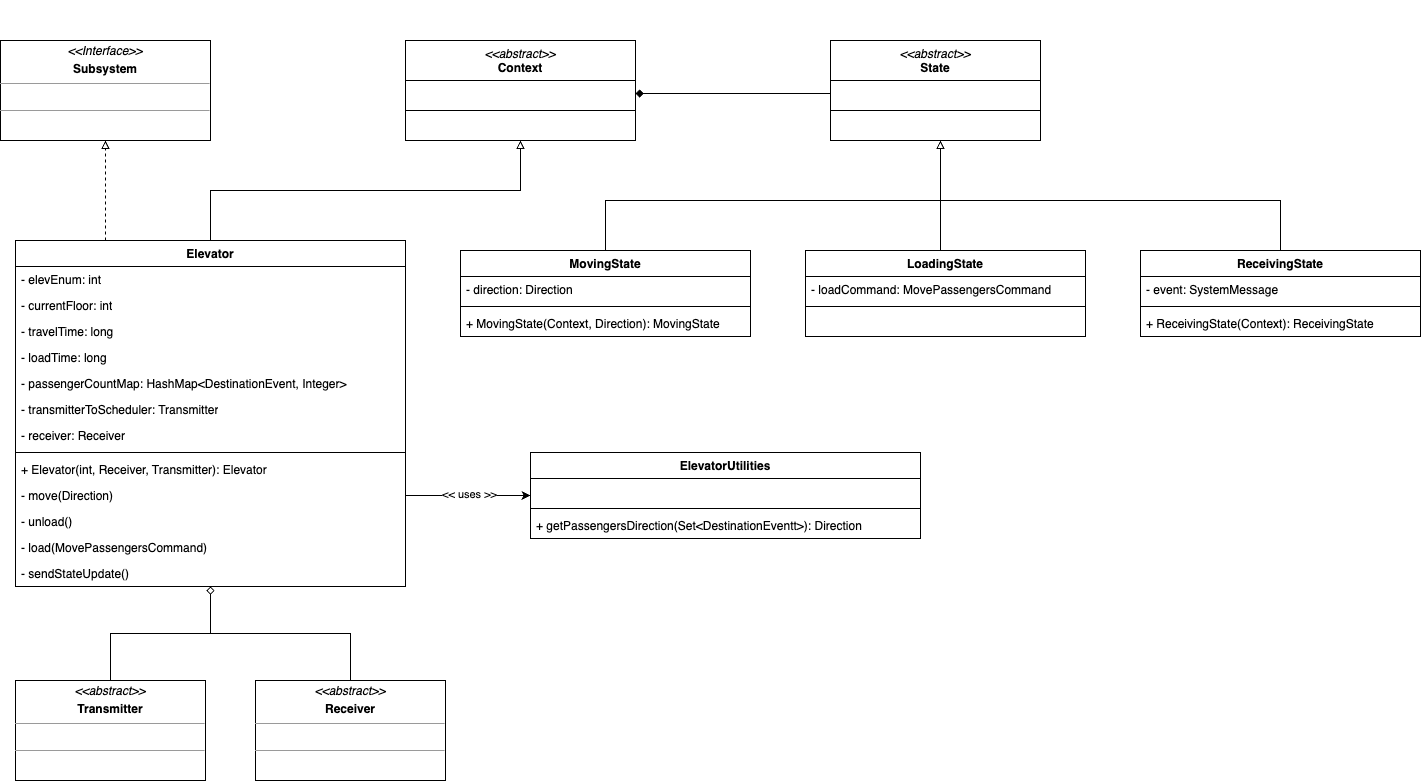 <<Interface>>
Subsystem
<<abstract>>
Context
<<abstract>>
State
Elevator
- elevEnum: int
- currentFloor: int
- travelTime: long
- loadTime: long
- passengerCountMap: HashMap<DestinationEvent, Integer>
- transmitterToScheduler: Transmitter
- receiver: Receiver
+ Elevator(int, Receiver, Transmitter): Elevator
- move(Direction)
- unload()
- load(MovePassengersCommand)
- sendStateUpdate()
MovingState
- direction: Direction
+ MovingState(Context, Direction): MovingState
LoadingState
- loadCommand: MovePassengersCommand
ReceivingState
- event: SystemMessage
+ ReceivingState(Context): ReceivingState
<< uses >>
ElevatorUtilities
+ getPassengersDirection(Set<DestinationEventt>): Direction
<<abstract>>
Transmitter
<<abstract>>
Receiver